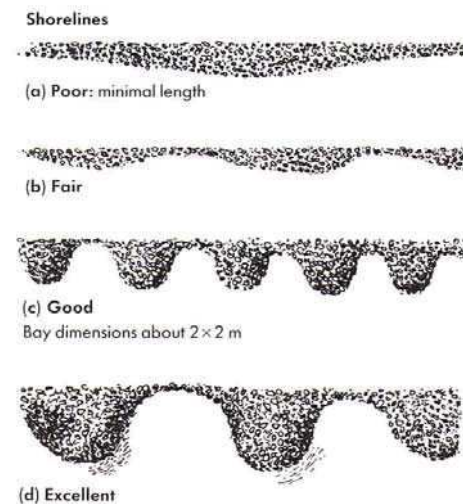 Shorelines
(a) Poor: minimal length
(b) Fair
(c) Good
Bay dimensions about 2×2 m
(d) Excellent